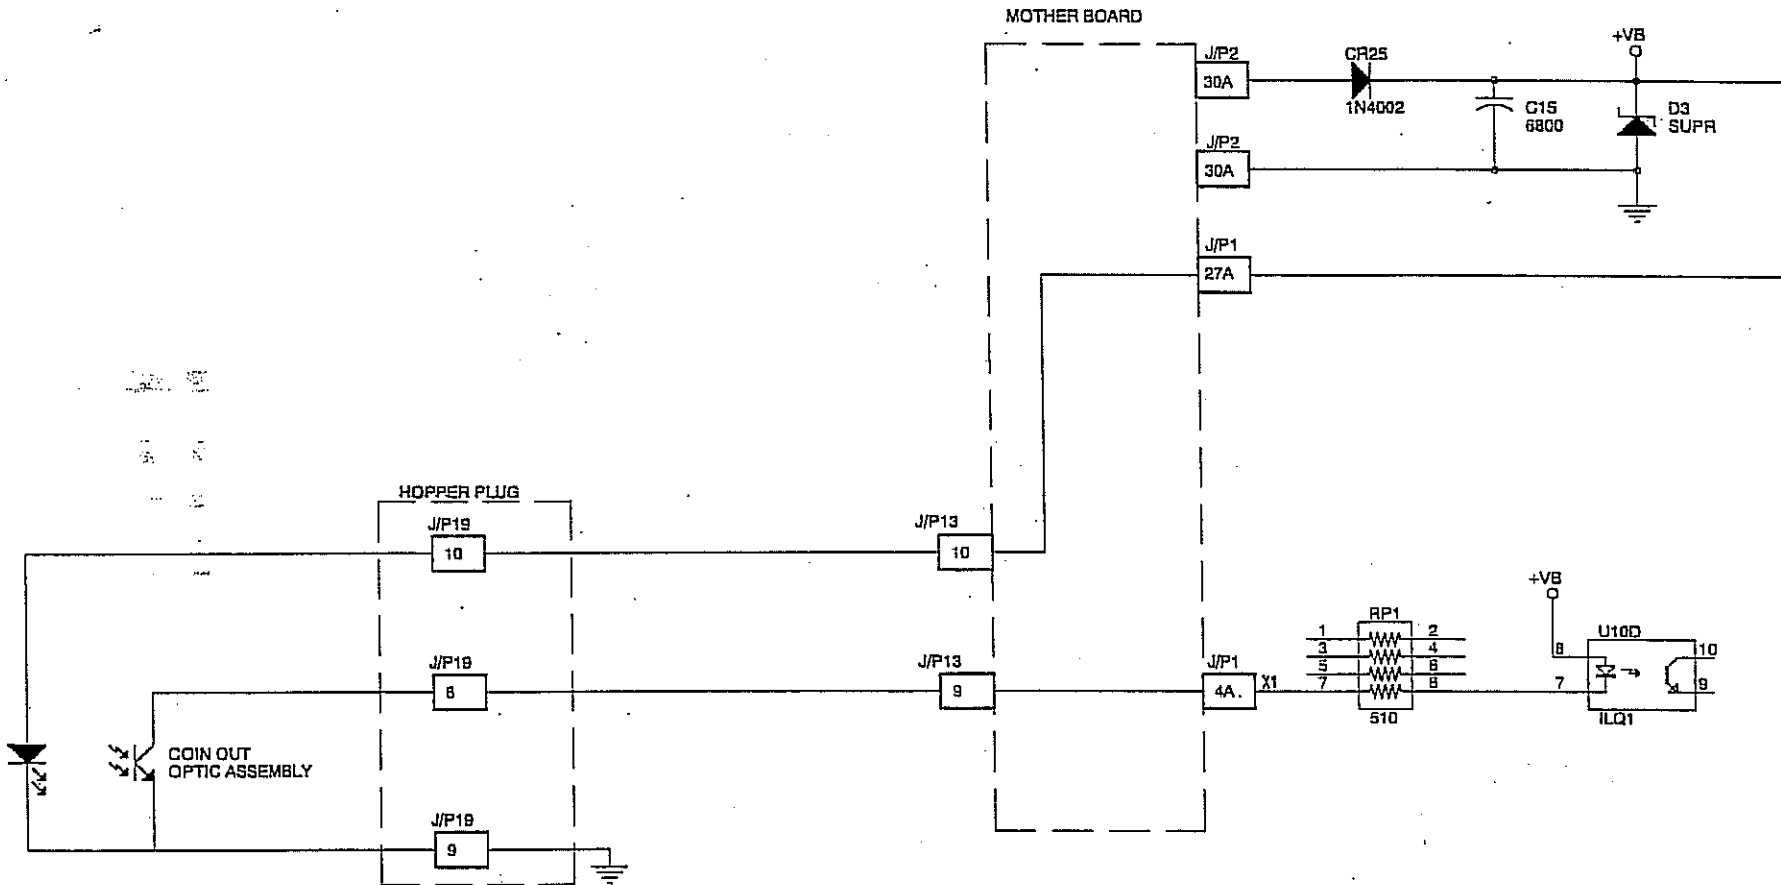 MOTHER BOARD
J/P2
30A
CR25
1N4002
+VB
C15
6800
D3
SUPR
J/P2
30A
J/P1
27A
HOPPER PLUG
J/P19
10
J/P13
10
+VB
RP1
U10D
1 2
3 4
5 6
7 8
510
8
7
10
9
ILQ1
J/P19
8
J/P13
9
J/P1
4A.
X1
COIN OUT
OPTIC ASSEMBLY
J/P19
9